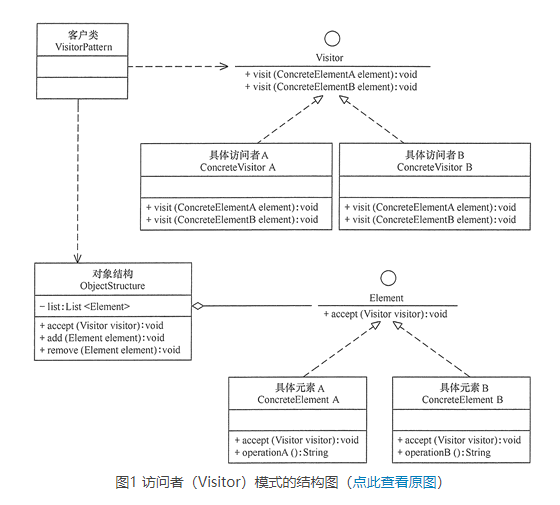 客户类
VisitorPattern
Visitor
+ visit (ConcreteElementA element):void
+ visit (ConcreteElementB element):void
具体访问者A
ConcreteVisitor A
+ visit (ConcreteElementA element):void
+ visit (ConcreteElementB element):void
具体访问者B
ConcreteVisitor B
+ visit (ConcreteElementA element):void
+ visit (ConcreteElementB element):void
对象结构
ObjectStructure
- list:List <Element>
+ accept (Visitor visitor):void
+ add (Element element):void
+ remove (Element element):void
Element
+ accept (Visitor visitor):void
具体元素A
ConcreteElement A
+ accept (Visitor visitor):void
+ operationA ():String
具体元素B
ConcreteElement B
+ accept (Visitor visitor):void
+ operationB ():String
图1 访问者（Visitor）模式的结构图（点此查看原图）